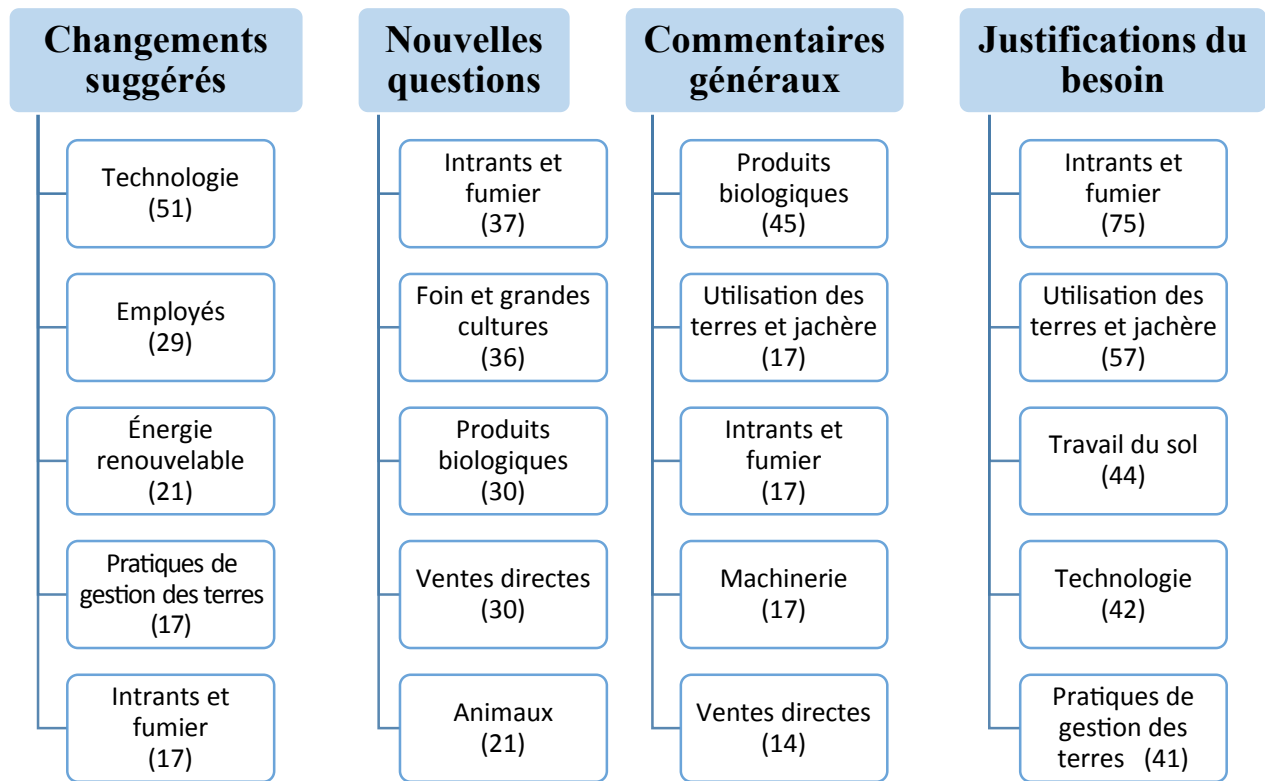 Changements
suggérés
Technologie
(51)
Employés
(29)
Énergie
renouvelable
(21)
Pratiques de
gestion des terres
(17)
Intrants et
fumier
(17)
Nouvelles
questions
Intrants et
fumier
(37)
Foin et grandes
cultures
(36)
Produits
biologiques
(30)
Ventes directes
(30)
Animaux
(21)
Commentaires
généraux
Produits
biologiques
(45)
Utilisation des
terres et jachère
(17)
Intrants et
fumier
(17)
Machinerie
(17)
Ventes directes
(14)
Justifications du
besoin
Intrants et
fumier
(75)
Utilisation des
terres et jachère
(57)
Travail du sol
(44)
Technologie
(42)
Pratiques de
gestion des
terres (41)